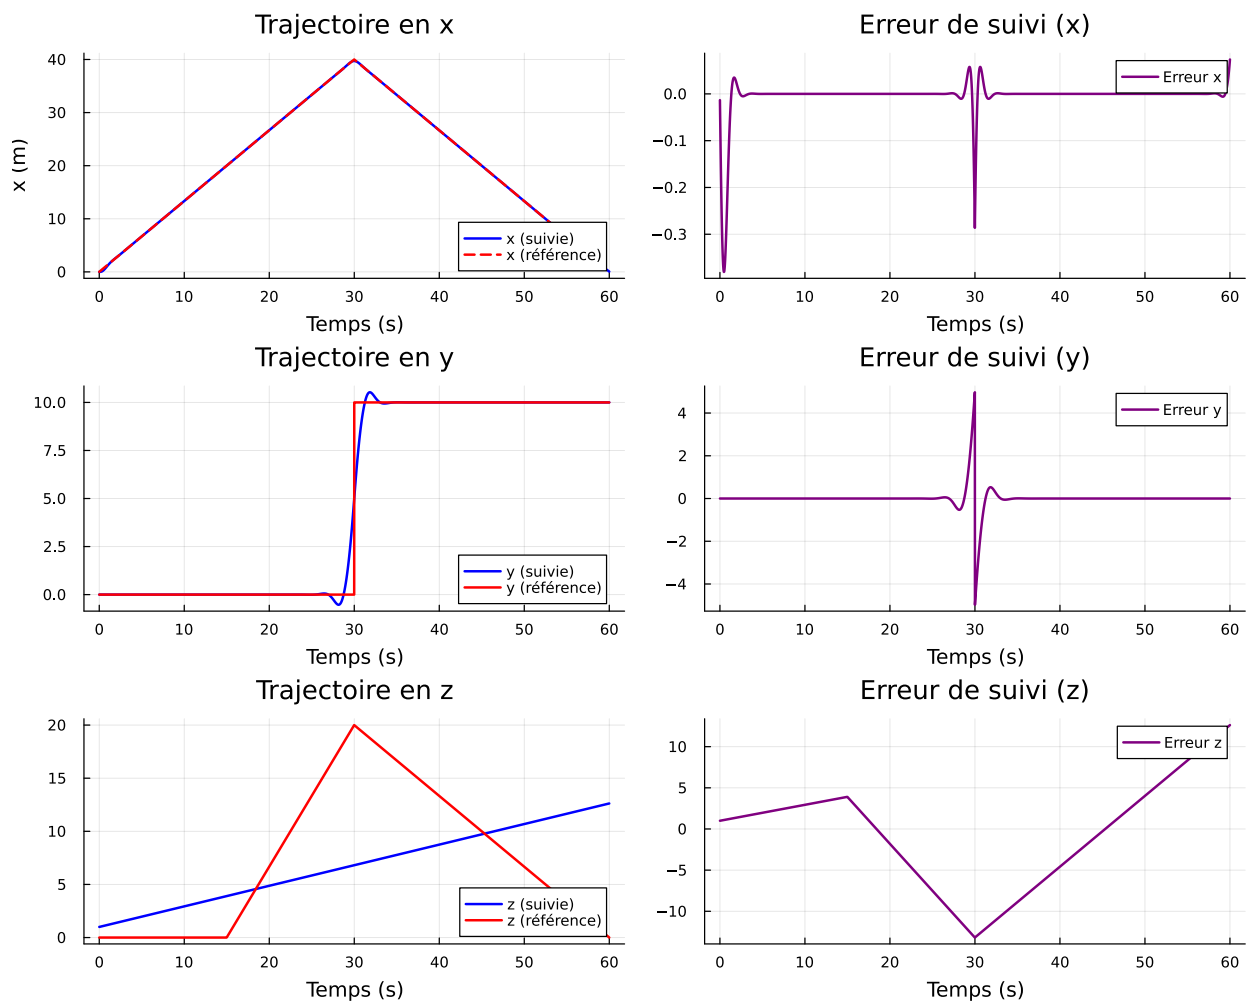 Trajectoire en x
40
30
20
10
0
x (m)
x (suivie)
x (référence)
0 10 20 30 40 50 60
Temps (s)
Erreur de suivi (x)
0.0
−0.1
−0.2
−0.3
Erreur x
0 10 20 30 40 50 60
Temps (s)
Trajectoire en y
10.0
7.5
5.0
2.5
0.0
y (suivie)
y (référence)
0 10 20 30 40 50 60
Temps (s)
Erreur de suivi (y)
4
2
0
−2
−4
Erreur y
0 10 20 30 40 50 60
Temps (s)
Trajectoire en z
20
15
10
5
0
z (suivie)
z (référence)
0 10 20 30 40 50 60
Temps (s)
Erreur de suivi (z)
10
5
0
−5
−10
Erreur z
0 10 20 30 40 50 60
Temps (s)